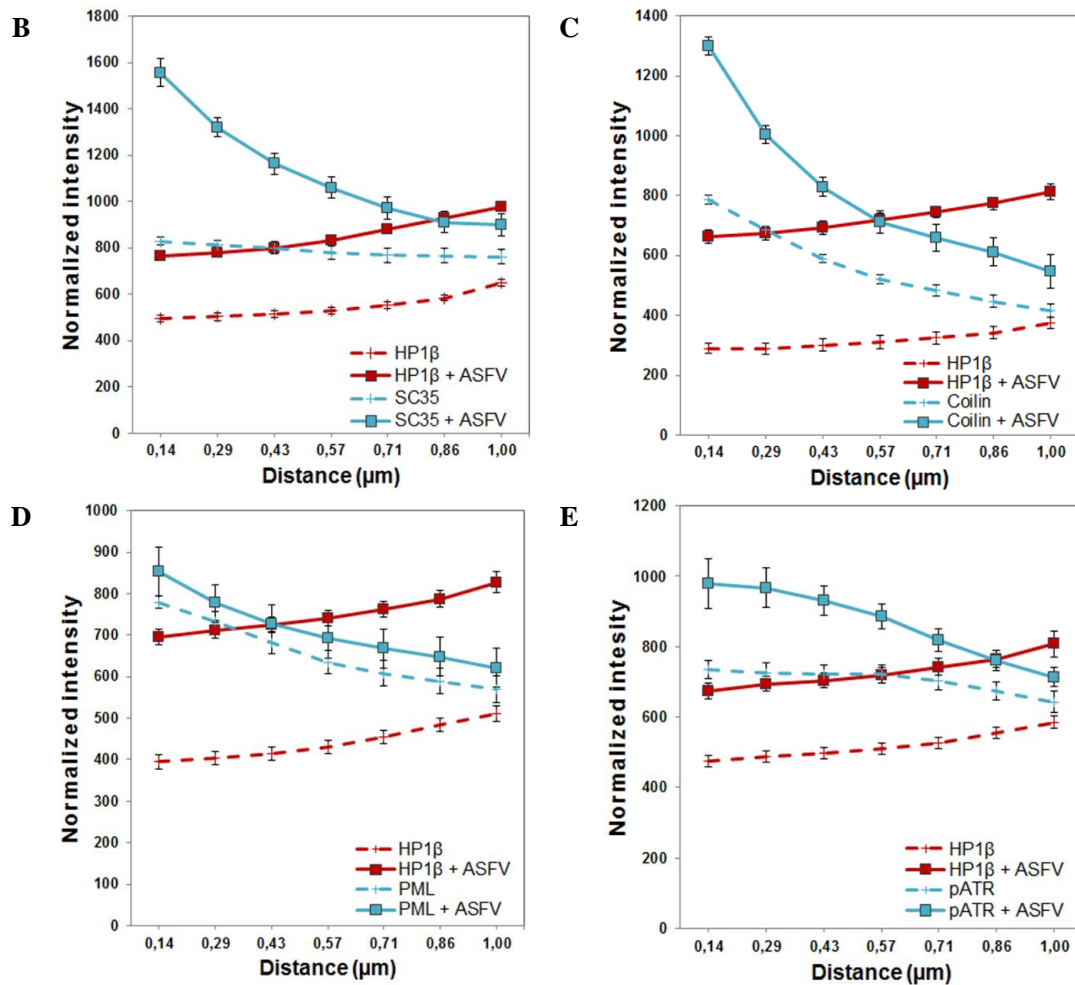 B
Normalized intensity
1800
1600
1400
1200
1000
800
600
400
200
0
HP1β
HP1β + ASFV
SC35
SC35 + ASFV
0,14 0,29 0,43 0,57 0,71 0,86 1,00
Distance (µm)
C
Normalized intensity
1400
1200
1000
800
600
400
200
0
HP1β
HP1β + ASFV
Coilin
Coilin + ASFV
0,14 0,29 0,43 0,57 0,71 0,86 1,00
Distance (µm)
D
Normalized intensity
1000
900
800
700
600
500
400
300
200
100
0
HP1β
HP1β + ASFV
PML
PML + ASFV
0,14 0,29 0,43 0,57 0,71 0,86 1,00
Distance (µm)
E
Normalized intensity
1200
1000
800
600
400
200
0
HP1β
HP1β + ASFV
pATR
pATR + ASFV
0,14 0,29 0,43 0,57 0,71 0,86 1,00
Distance (µm)